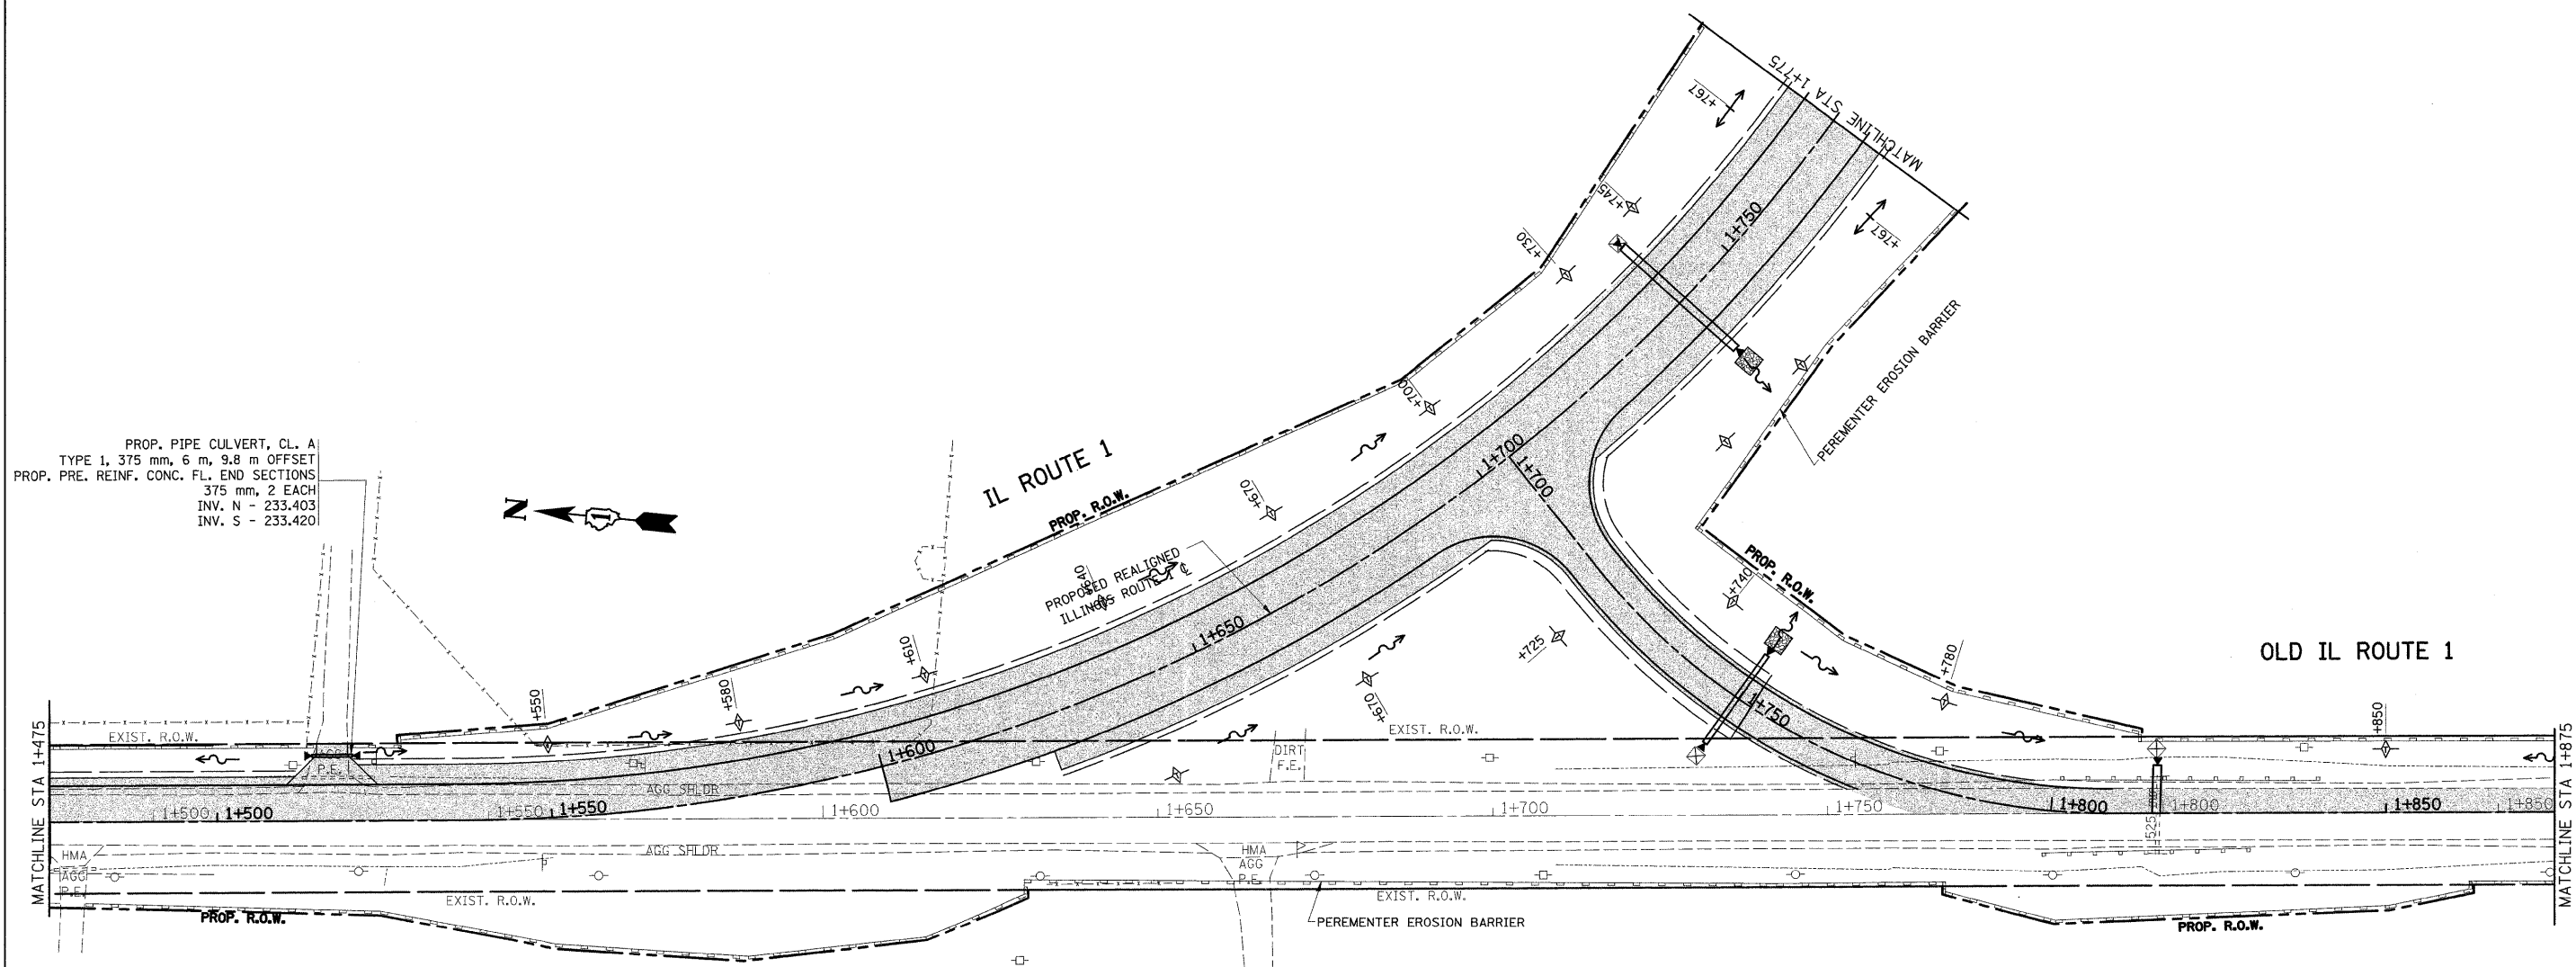 MATCHLINE STA 1+775
+767
+767
+745
+730
1+750
PEREMENTER EROSION BARRIER
+700
PROP. PIPE CULVERT, CL. A
TYPE 1, 375 mm, 6 m, 9.8 m OFFSET
PROP. PRE. REINF. CONC. FL. END SECTIONS
375 mm, 2 EACH
INV. N - 233.403
INV. S - 233.420
N
IL ROUTE 1
PROP. R.O.W.
+670
1+700
1+700
PROPOSED REALIGNED
ILLINOIS ROUTE 1 ℄
+640
1+650
PROP. R.O.W.
+740
+725
+670
+610
+580
+550
+780
+850
OLD IL ROUTE 1
MATCHLINE STA 1+475
EXIST. R.O.W.
AGG
P.E.
1+600
DIRT
F.E.
EXIST. R.O.W.
1+750
AGG SHLDR
1+500
1+500
1+550
1+550
1+600
1+650
1+700
1+750
1+800
1+800
1+850
1+850
525
MATCHLINE STA 1+875
HMA
AGG
P.E.
AGG SHLDR
HMA
AGG
P.E.
EXIST. R.O.W.
EXIST. R.O.W.
PROP. R.O.W.
PEREMENTER EROSION BARRIER
PROP. R.O.W.